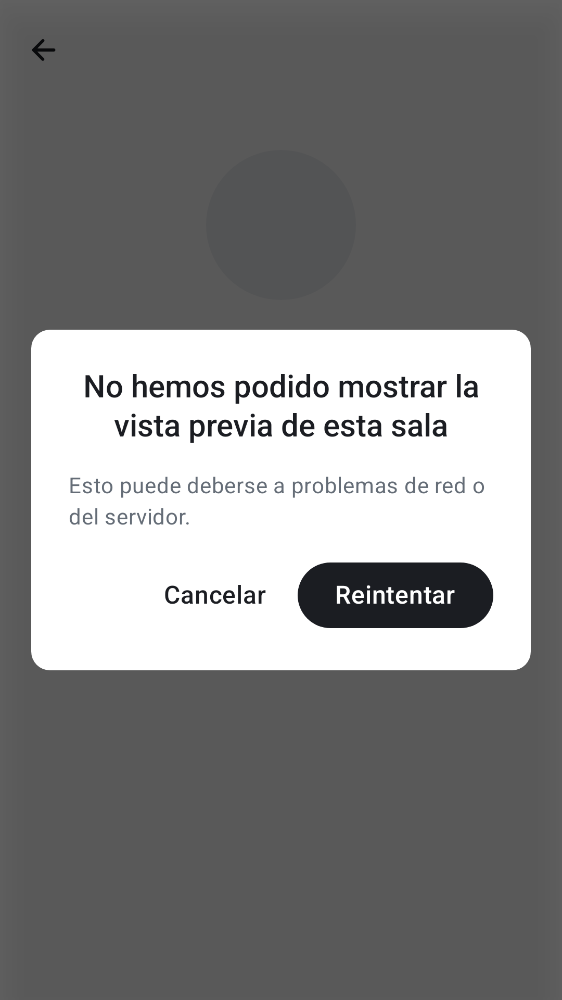 No hemos podido mostrar la
vista previa de esta sala
Esto puede deberse a problemas de red o
del servidor.
Cancelar
Reintentar